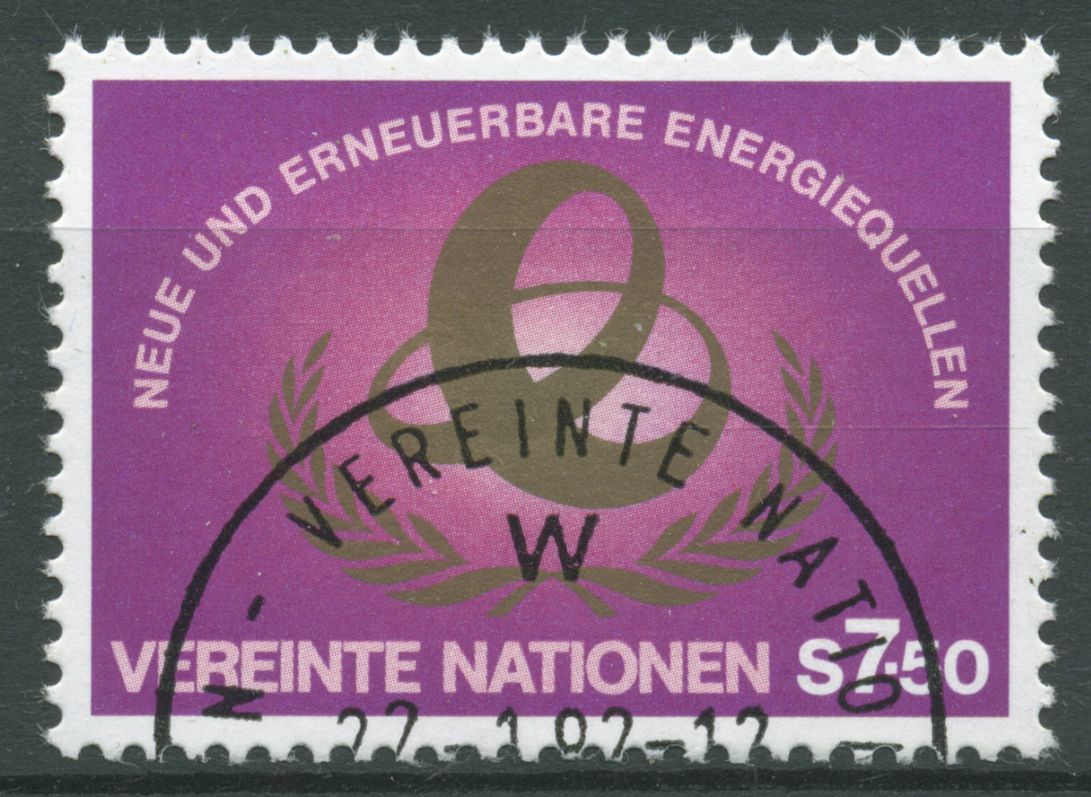 NEUE UND ERNEUERBARE ENERGIEQUELLEN
N - VEREINTE NATIO
W
VEREINTE NATIONEN S7.50